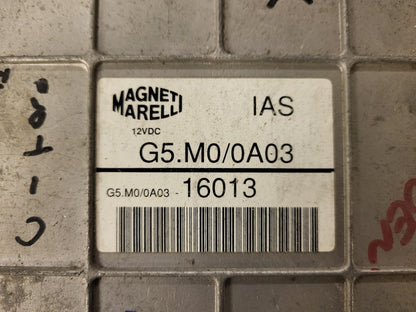 MAGNETI
MARELLI
IAS
12VDC
G5.M0/0A03
G5.M0/0A03 - 16013